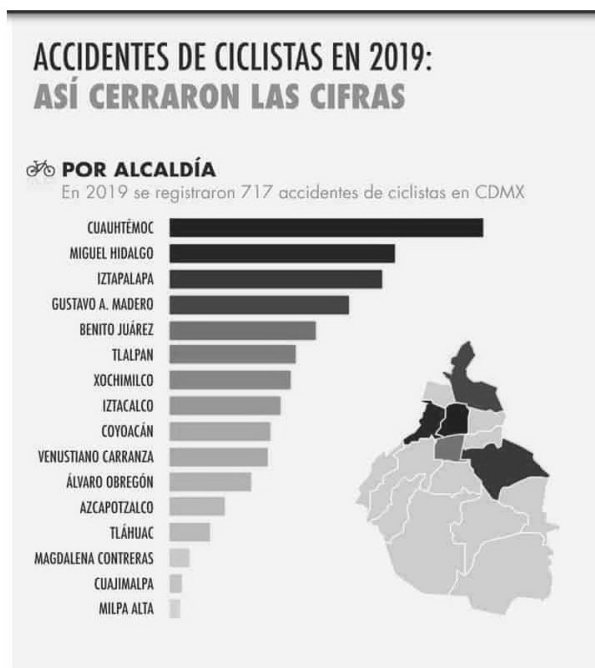 ACCIDENTES DE CICLISTAS EN 2019:
ASÍ CERRARON LAS CIFRAS
POR ALCALDÍA
En 2019 se registraron 717 accidentes de ciclistas en CDMX
CUAUHTÉMOC
MIGUEL HIDALGO
IZTAPALAPA
GUSTAVO A. MADERO
BENITO JUÁREZ
TLALPAN
XOCHIMILCO
IZTACALCO
COYOACÁN
VENUSTIANO CARRANZA
ÁLVARO OBREGÓN
AZCAPOTZALCO
TLÁHUAC
MAGDALENA CONTRERAS
CUAJIMALPA
MILPA ALTA